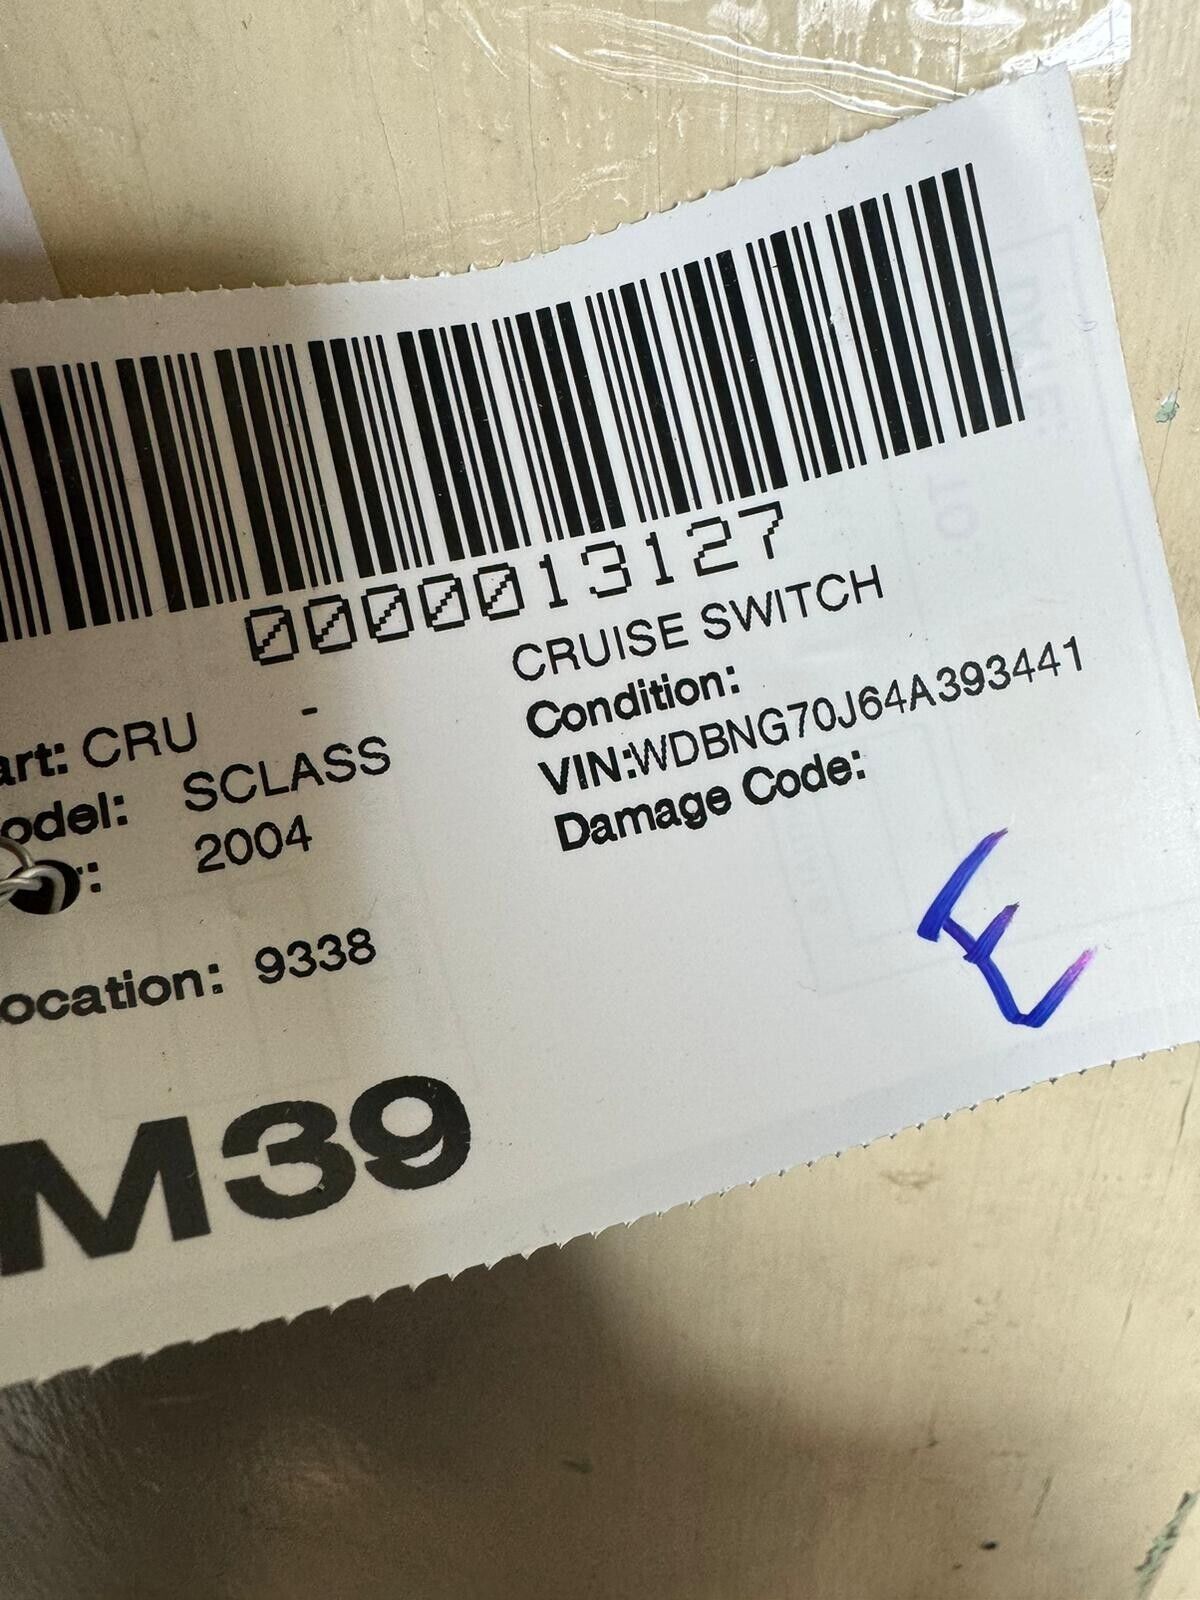 0000013127
CRUISE SWITCH
art: CRU -
Condition:
odel: SCLASS
VIN:WDBNG70J64A393441
r: 2004
Damage Code:
E
ocation: 9338
M39